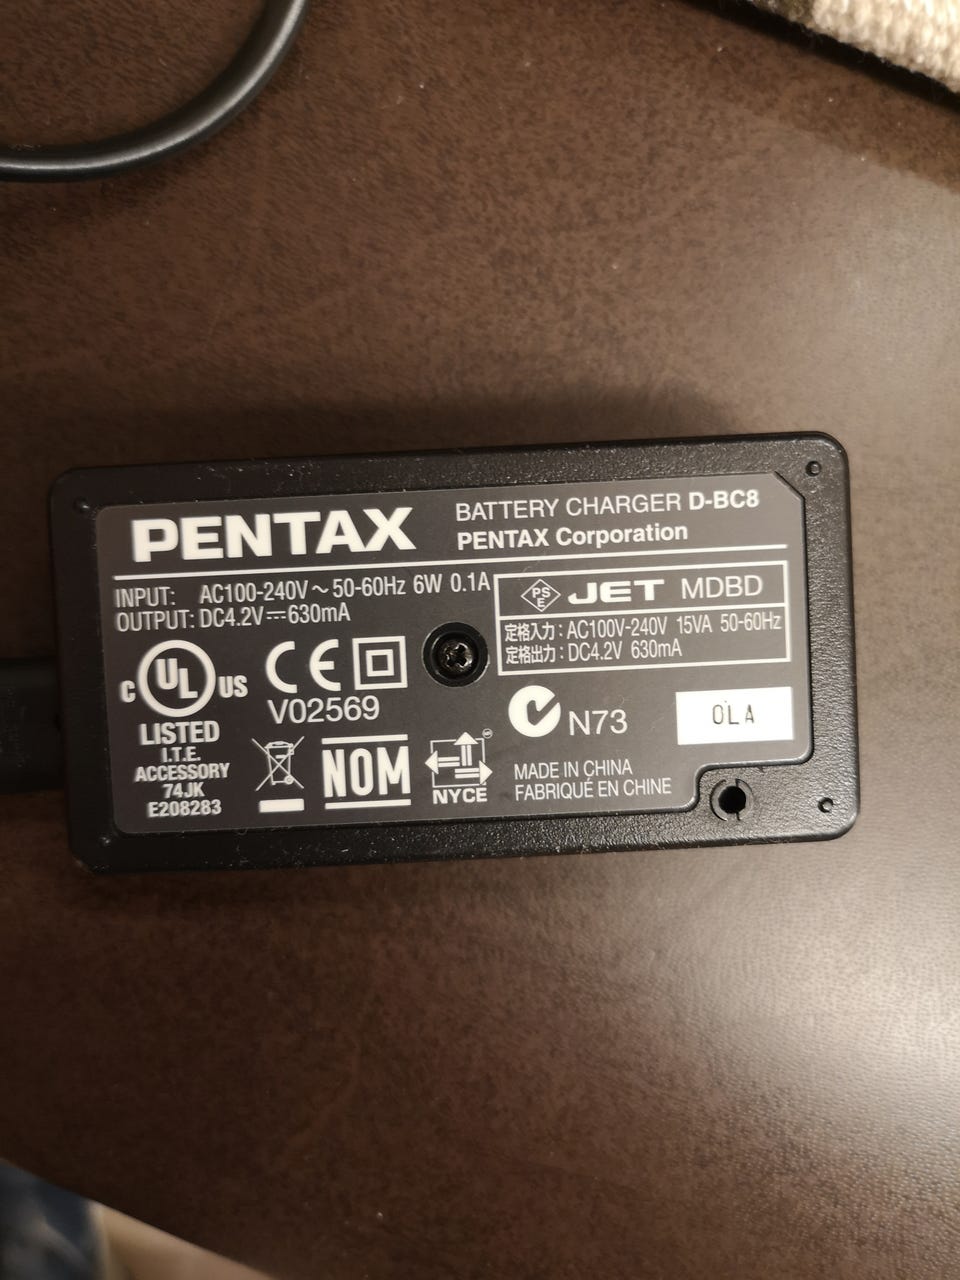 PENTAX
BATTERY CHARGER D-BC8
PENTAX Corporation
INPUT: AC100-240V～50-60Hz 6W 0.1A
OUTPUT: DC4.2V⎓630mA
PS
E
JET MDBD
定格入力：AC100V-240V 15VA 50-60Hz
定格出力：DC4.2V 630mA
C UL US
LISTED
I.T.E.
ACCESSORY
74JK
E208283
CE
V02569
NOM
NYCE
N73
0LA
MADE IN CHINA
FABRIQUÉ EN CHINE